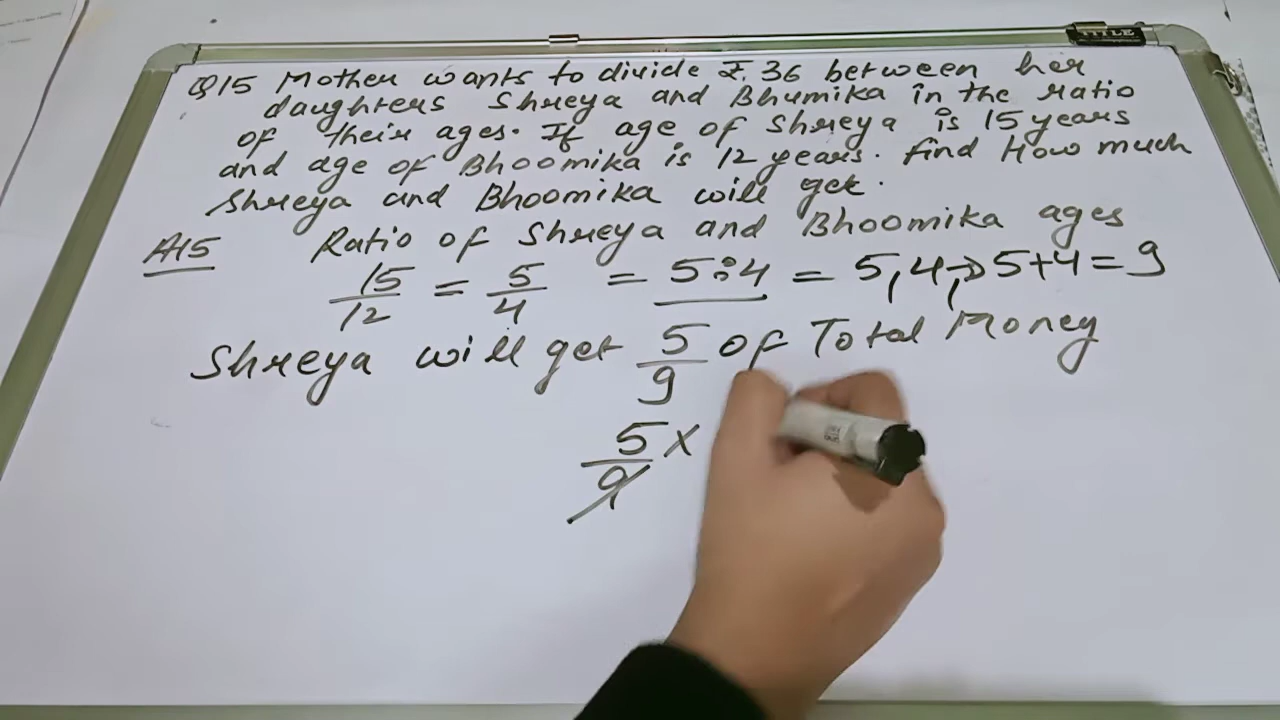 Q15 Mother wants to divide ₹.36 between her
daughters Shreya and Bhumika in the ratio
of their ages. If age of Shreya is 15 years
and age of Bhoomika is 12 years. find How much
Shreya and Bhoomika will get.
A15 Ratio of Shreya and Bhoomika ages
15/12 = 5/4 = 5:4 = 5,4,→5+4=9
Shreya will get 5/9 of Total Money
5/9 x
TITLE